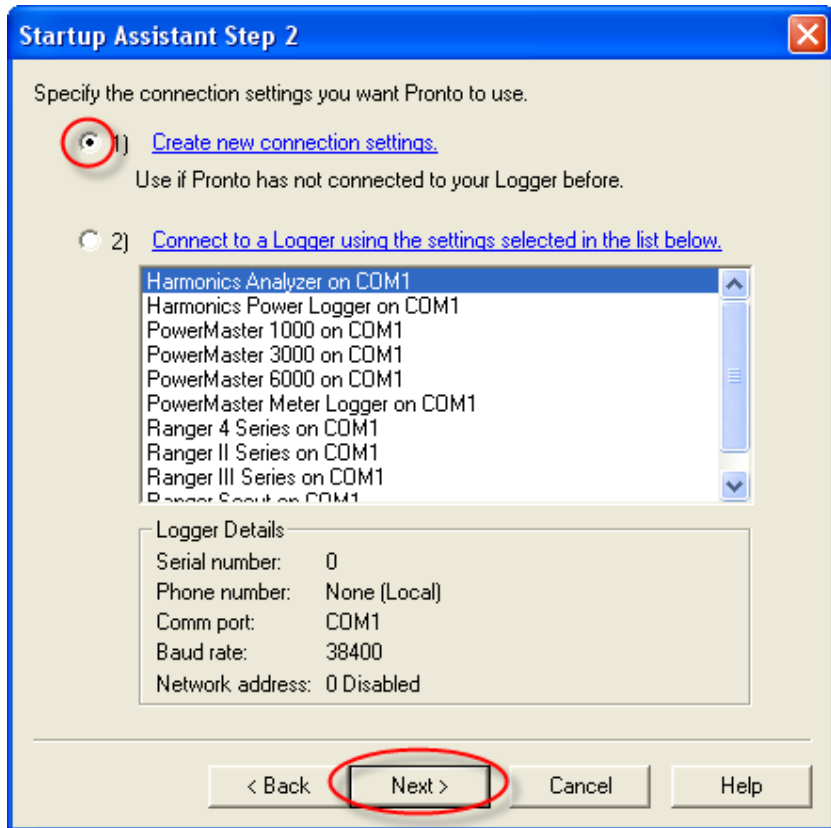 Startup Assistant Step 2
Specify the connection settings you want Pronto to use.
1) Create new connection settings.
Use if Pronto has not connected to your Logger before.
2) Connect to a Logger using the settings selected in the list below.
Harmonics Analyzer on COM1
Harmonics Power Logger on COM1
PowerMaster 1000 on COM1
PowerMaster 3000 on COM1
PowerMaster 6000 on COM1
PowerMaster Meter Logger on COM1
Ranger 4 Series on COM1
Ranger II Series on COM1
Ranger III Series on COM1
Ranger Scout on COM1
Logger Details
Serial number: 0
Phone number: None (Local)
Comm port: COM1
Baud rate: 38400
Network address: 0 Disabled
< Back Next > Cancel Help